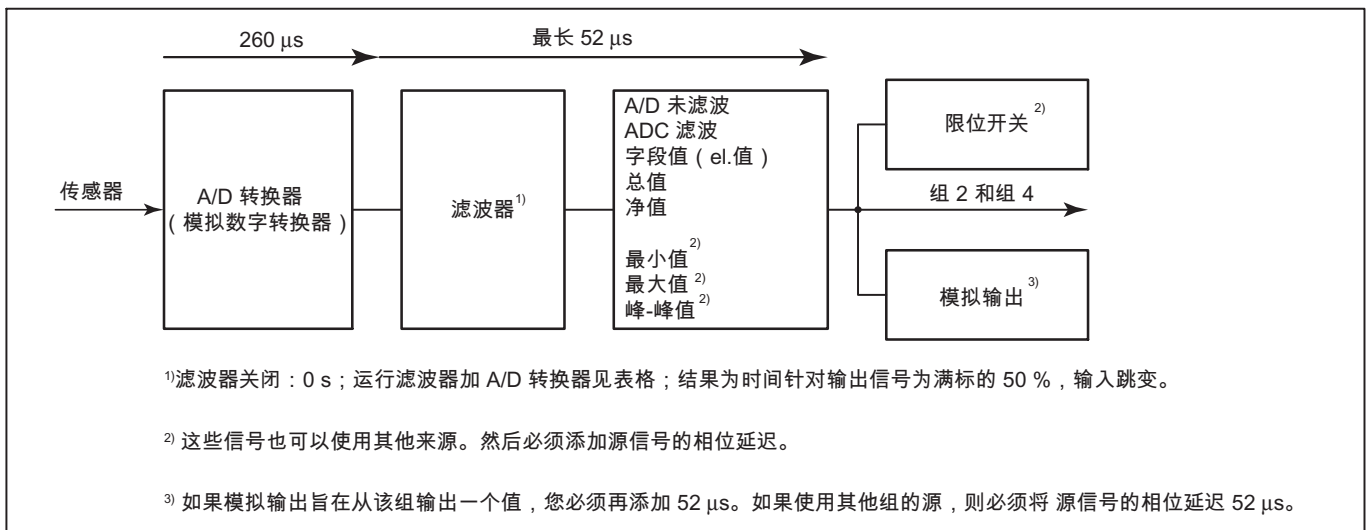 260 μs
最长 52 μs
传感器
A/D 转换器
（模拟数字转换器）
滤波器1)
A/D 未滤波
ADC 滤波
字段值（el.值）
总值
净值
最小值2)
最大值 2)
峰-峰值2)
限位开关 2)
组 2 和组 4
模拟输出3)
1)滤波器关闭：0 s；运行滤波器加 A/D 转换器见表格；结果为时间针对输出信号为满标的 50 %，输入跳变。
2) 这些信号也可以使用其他来源。然后必须添加源信号的相位延迟。
3) 如果模拟输出旨在从该组输出一个值，您必须再添加 52 μs。如果使用其他组的源，则必须将 源信号的相位延迟 52 μs。